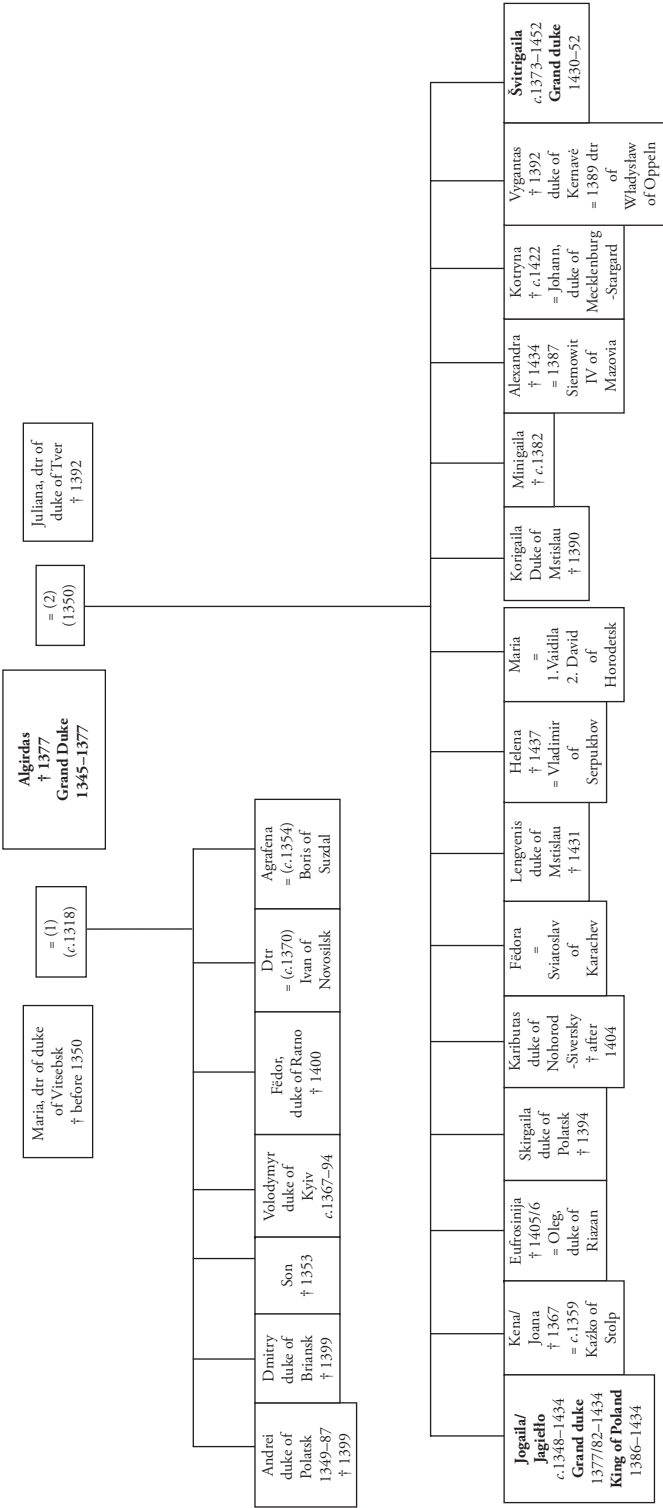 Maria, dtr of duke
of Vitsebsk
† before 1350
= (1)
(c.1318)
Algirdas
† 1377
Grand Duke
1345–1377
= (2)
(1350)
Juliana, dtr of
duke of Tver
† 1392
Andrei
duke of
Polatsk
1349–87
† 1399
Dmitry
duke of
Briansk
† 1399
Son
† 1353
Volodymyr
duke of
Kyiv
c.1367–94
Fëdor,
duke of Ratno
† 1400
Dtr
= (c.1370)
Ivan of
Novosilsk
Agrafena
= (c.1354)
Boris of
Suzdal
Jogaila/
Jagiełło
c.1348–1434
Grand duke
1377/82–1434
King of Poland
1386–1434
Kena/
Joana
† 1367
= c.1359
Kaźko of
Stolp
Eufrosinija
† 1405/6
= Oleg,
duke of
Riazan
Skirgaila
duke of
Polatsk
† 1394
Kaributas
duke of
Nohorod
-Siversky
† after
1404
Fëdora
=
Sviatoslav
of
Karachev
Lengvenis
duke of
Mstislau
† 1431
Helena
† 1437
= Vladimir
of
Serpukhov
Maria
=
1.Vaidila
2. David
of
Horodetsk
Korigaila
Duke of
Mstislau
† 1390
Minigaila
† c.1382
Alexandra
† 1434
= 1387
Siemowit
IV of
Mazovia
Kotryna
† c.1422
= Johann,
duke of
Mecklenburg
-Stargard
Vygantas
† 1392
duke of
Kernavė
= 1389 dtr
of
Władysław
of Oppeln
Švitrigaila
c.1373–1452
Grand duke
1430–52